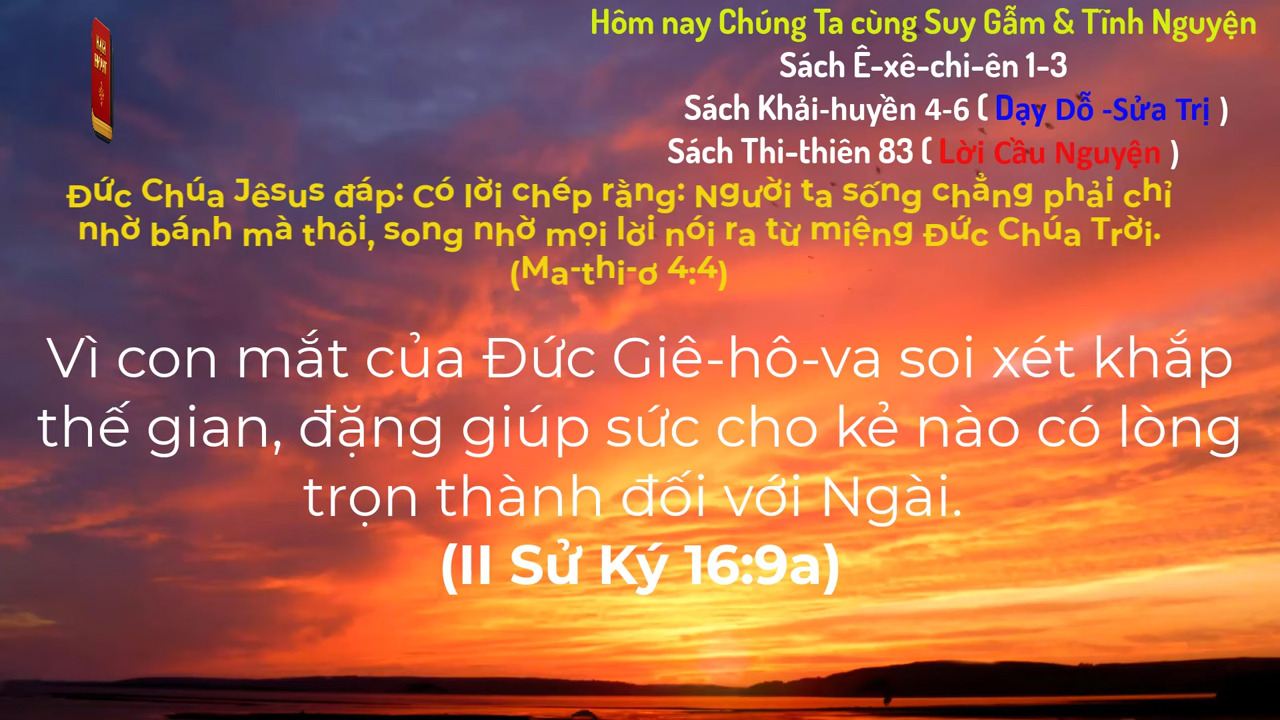 Hôm nay Chúng Ta cùng Suy Gẫm & Tĩnh Nguyện
Sách Ê-xê-chi-ên 1-3
Sách Khải-huyền 4-6 ( Dạy Dỗ -Sửa Trị )
Sách Thi-thiên 83 ( Lời Cầu Nguyện )
Đức Chúa Jêsus đáp: Có lời chép rằng: Người ta sống chẳng phải chỉ
nhờ bánh mà thôi, song nhờ mọi lời nói ra từ miệng Đức Chúa Trời.
(Ma-thi-ơ 4:4)
Vì con mắt của Đức Giê-hô-va soi xét khắp
thế gian, đặng giúp sức cho kẻ nào có lòng
trọn thành đối với Ngài.
(II Sử Ký 16:9a)